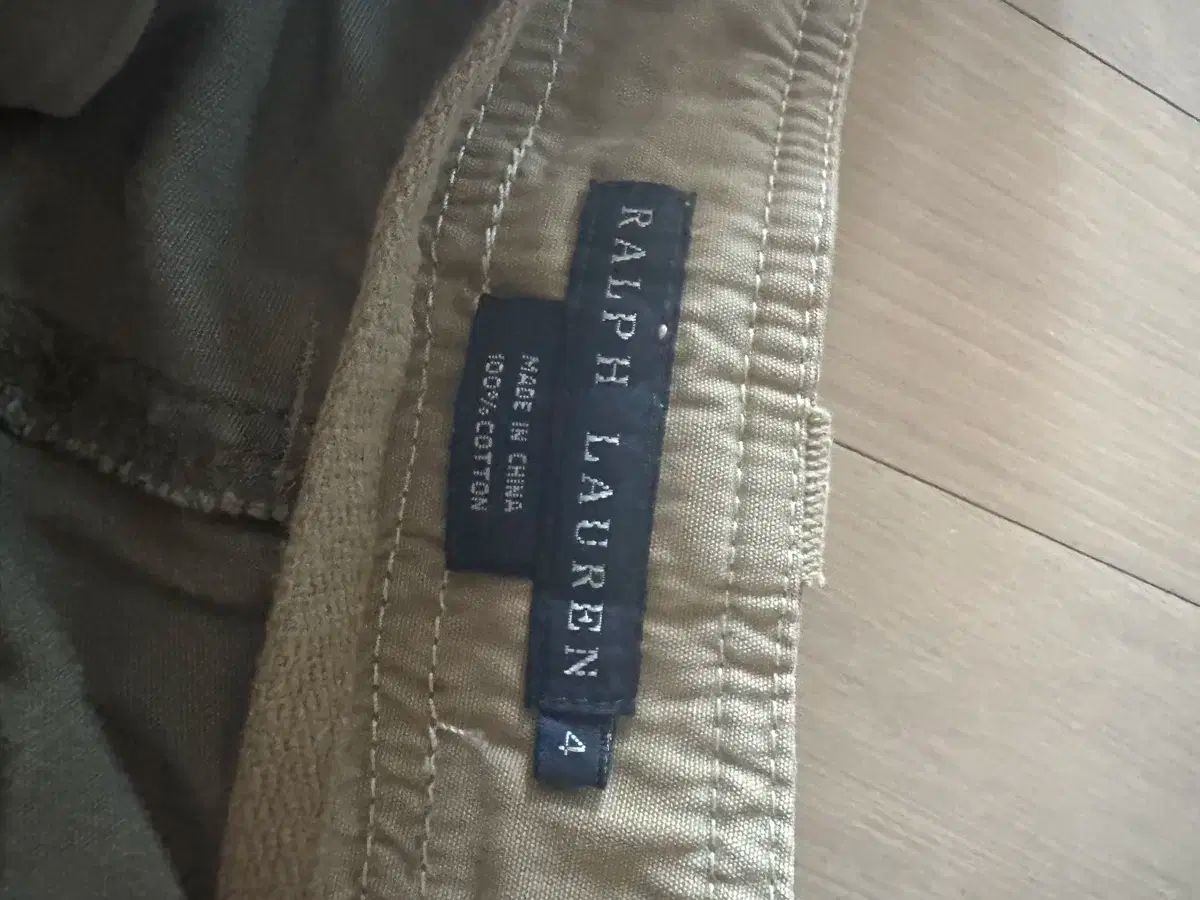 RALPH LAUREN
4
MADE IN CHINA
100% COTTON